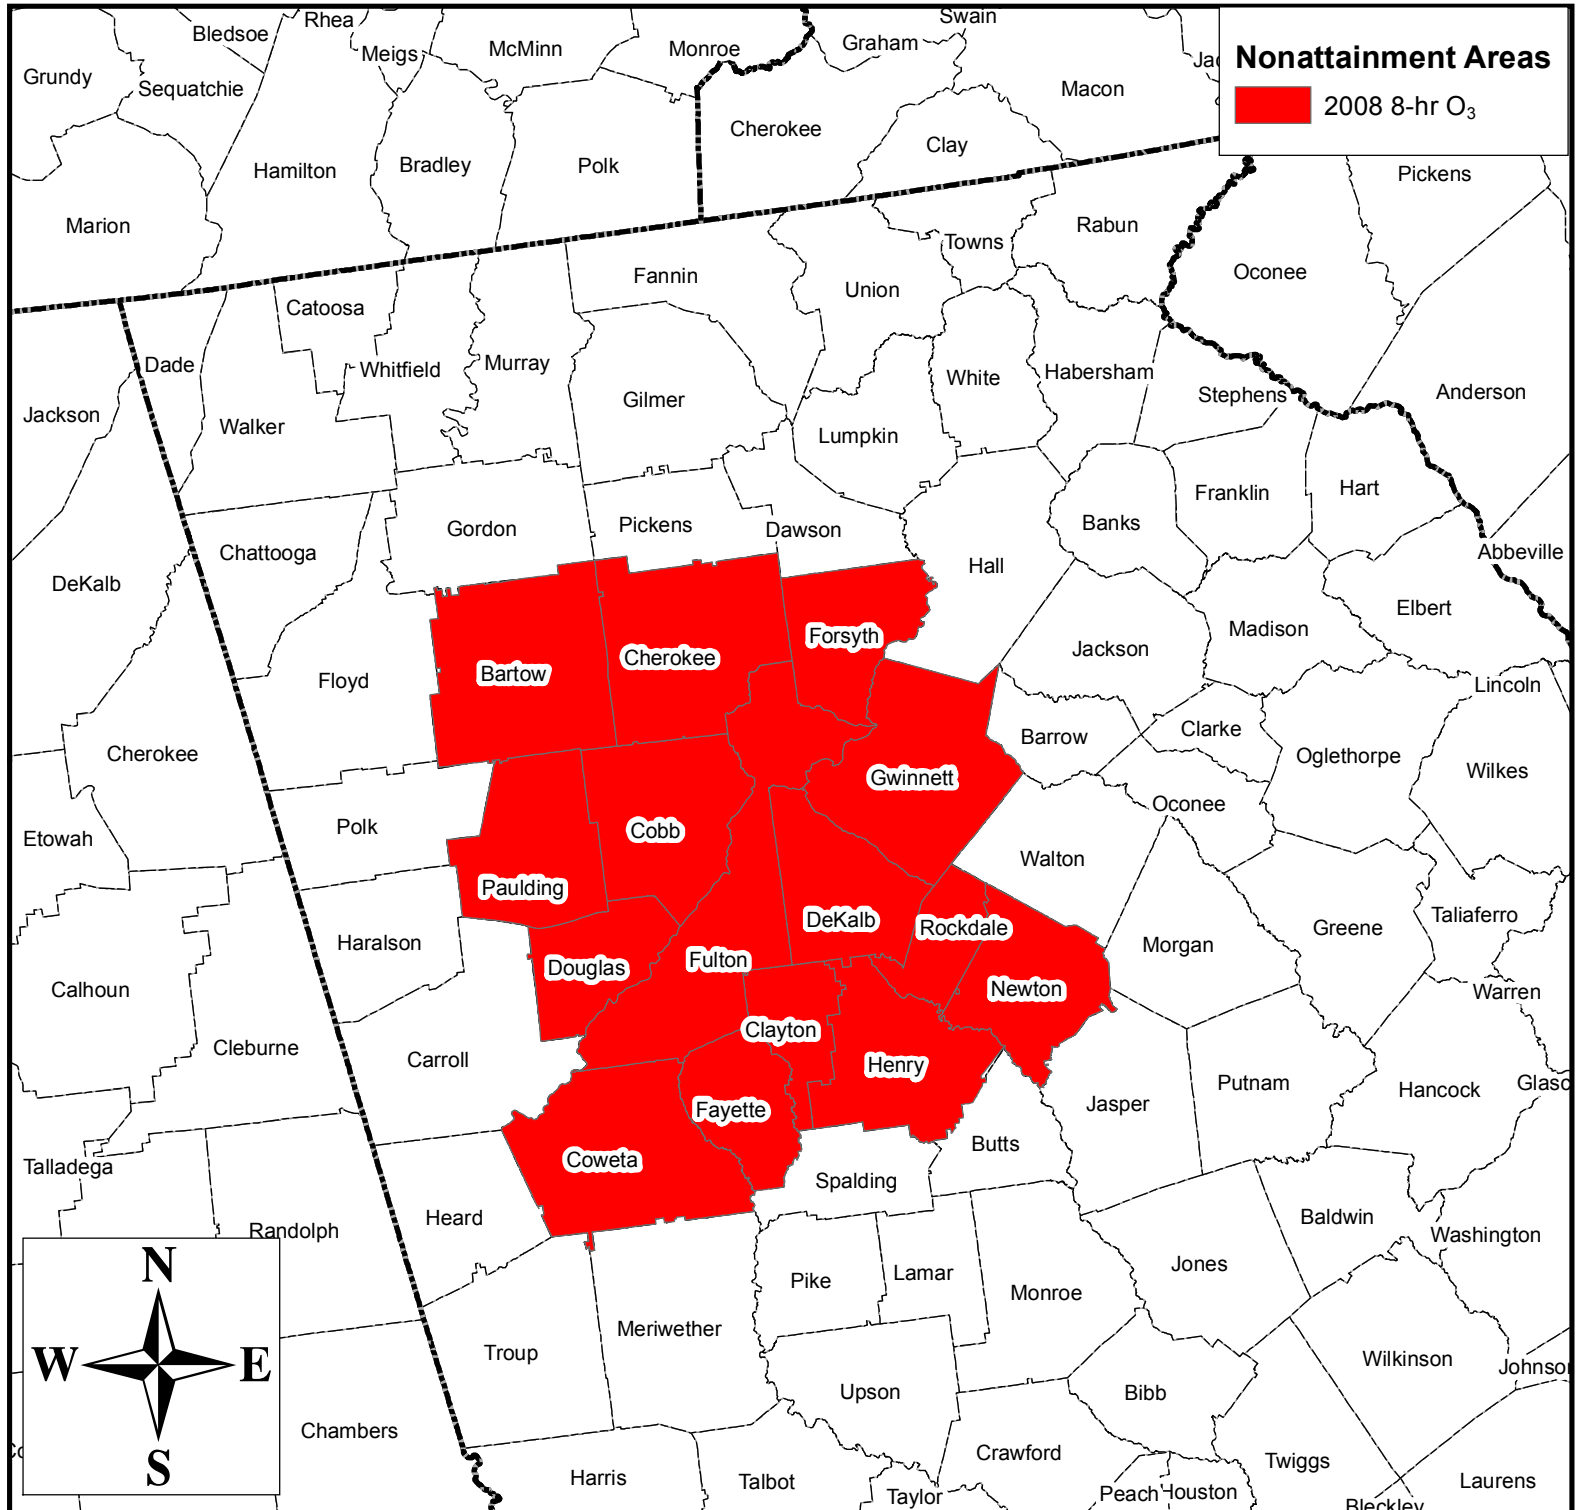 Swain
Rhea
Bledsoe
Graham
Meigs
McMinn
Monroe
Nonattainment Areas
2008 8-hr O₃
Grundy
Sequatchie
Macon
Cherokee
Clay
Hamilton
Bradley
Polk
Pickens
Marion
Rabun
Towns
Oconee
Fannin
Union
Catoosa
Dade
Whitfield
Murray
White
Habersham
Stephens
Anderson
Gilmer
Jackson
Walker
Lumpkin
Franklin
Hart
Gordon
Pickens
Dawson
Banks
Chattooga
Abbeville
Hall
DeKalb
Elbert
Forsyth
Madison
Jackson
Cherokee
Bartow
Floyd
Lincoln
Clarke
Barrow
Cherokee
Oglethorpe
Wilkes
Gwinnett
Oconee
Polk
Cobb
Etowah
Walton
Paulding
Taliaferro
DeKalb
Rockdale
Greene
Haralson
Morgan
Fulton
Douglas
Calhoun
Newton
Warren
Clayton
Cleburne
Carroll
Henry
Putnam
Glasc
Hancock
Jasper
Fayette
Butts
Coweta
Talladega
Spalding
Heard
Baldwin
Randolph
Washington
N
Jones
Lamar
Pike
Monroe
Meriwether
Troup
W E
Wilkinson
Johnson
Upson
Bibb
Chambers
Crawford
S
Twiggs
Harris
Talbot
Laurens
Taylor
Peach
Houston
Bleckley